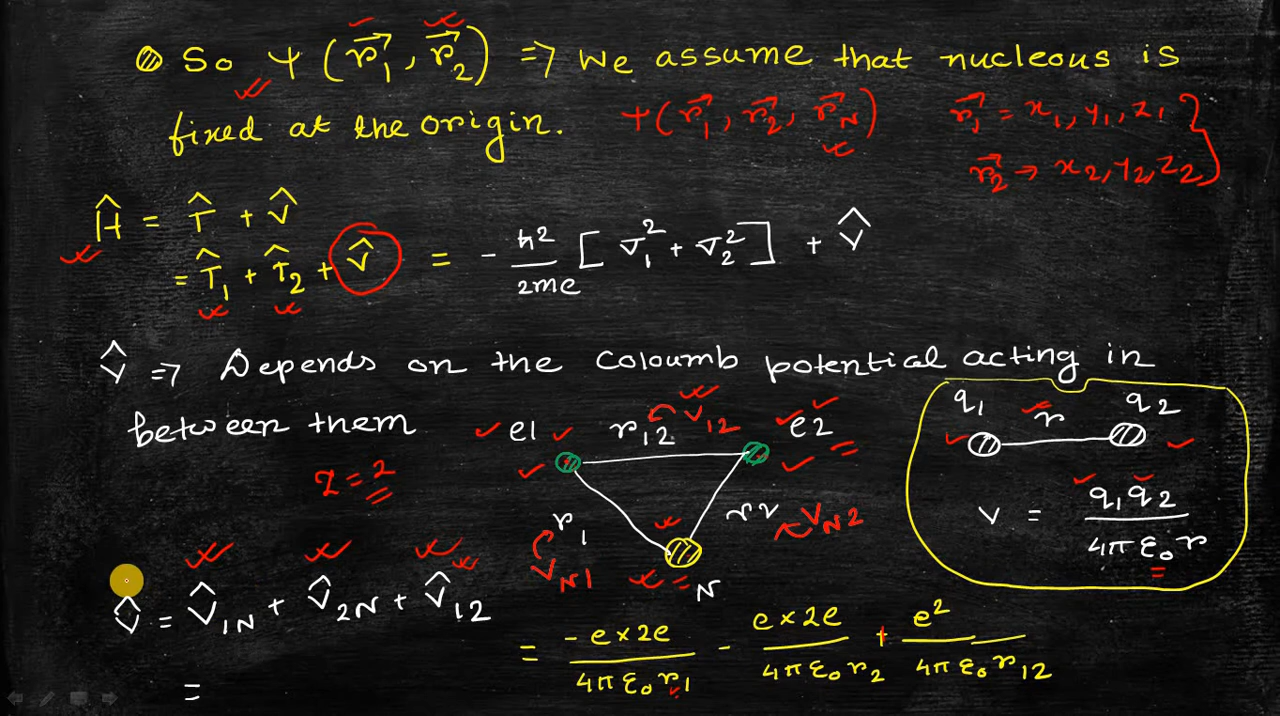 So ψ (r⃗1, r⃗2) ⇒ We assume that nucleous is
fixed at the origin.
ψ(r⃗1, r⃗2, r⃗N)
r⃗1 = x1, y1, z1
r⃗2 → x2, y2, z2
Ĥ = T̂ + V̂
= T̂1 + T̂2 + V̂ = - ħ²/2me [ ∇1² + ∇2² ] + V̂
V̂ ⇒ Depends on the Coloumb potential acting in
between them
Z = 2
e1 r12 V12 e2
r1 r2
VN1 VN2
N
q1 r q2
V = q1q2/4πε0r
V̂ = V̂1N + V̂2N + V̂12
= -e×2e/4πε0r1 - e×2e/4πε0r2 + e²/4πε0r12
=